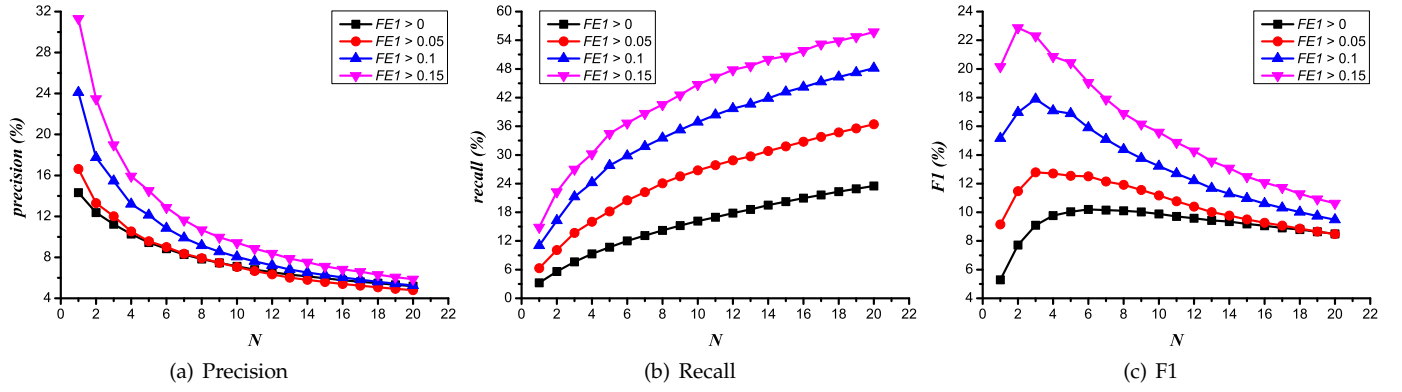 precision (%)
32
28
24
20
16
12
8
4
0 2 4 6 8 10 12 14 16 18 20 22
N
FE1 > 0
FE1 > 0.05
FE1 > 0.1
FE1 > 0.15
(a) Precision
recall (%)
60
54
48
42
36
30
24
18
12
6
0
0 2 4 6 8 10 12 14 16 18 20 22
N
FE1 > 0
FE1 > 0.05
FE1 > 0.1
FE1 > 0.15
(b) Recall
F1 (%)
24
22
20
18
16
14
12
10
8
6
4
0 2 4 6 8 10 12 14 16 18 20 22
N
FE1 > 0
FE1 > 0.05
FE1 > 0.1
FE1 > 0.15
(c) F1